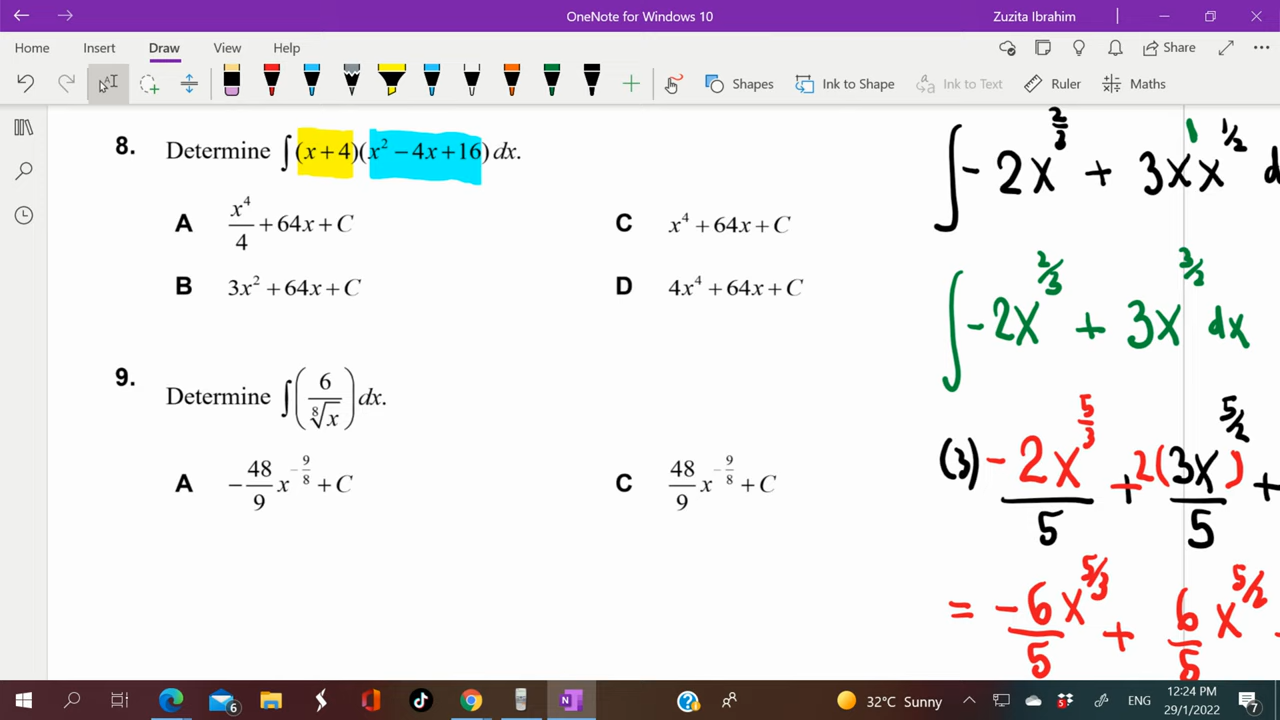 OneNote for Windows 10
Zuzita Ibrahim
Home Insert Draw View Help
Share
Shapes Ink to Shape Ink to Text Ruler Maths
8. Determine ∫(x + 4)(x² − 4x + 16) dx.
A x⁴/4 + 64x + C
C x⁴ + 64x + C
B 3x² + 64x + C
D 4x⁴ + 64x + C
9. Determine ∫(6/⁸√x) dx.
A −48/9 x^(−9/8) + C
C 48/9 x^(−9/8) + C
∫ -2x^(2/3) + 3xx^(1/2) d
∫ -2x^(2/3) + 3x^(3/2) dx
(3) -2x^(5/3)/5 + 2(3x^(5/2))/5 +
= -6x^(5/3)/5 + 6/5 x^(5/2)
6
5
32°C Sunny
ENG
12:24 PM
29/1/2022
7